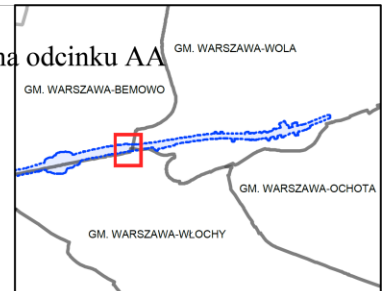 na odcinku AA
GM. WARSZAWA-WOLA
GM. WARSZAWA-BEMOWO
GM. WARSZAWA-OCHOTA
GM. WARSZAWA-WŁOCHY